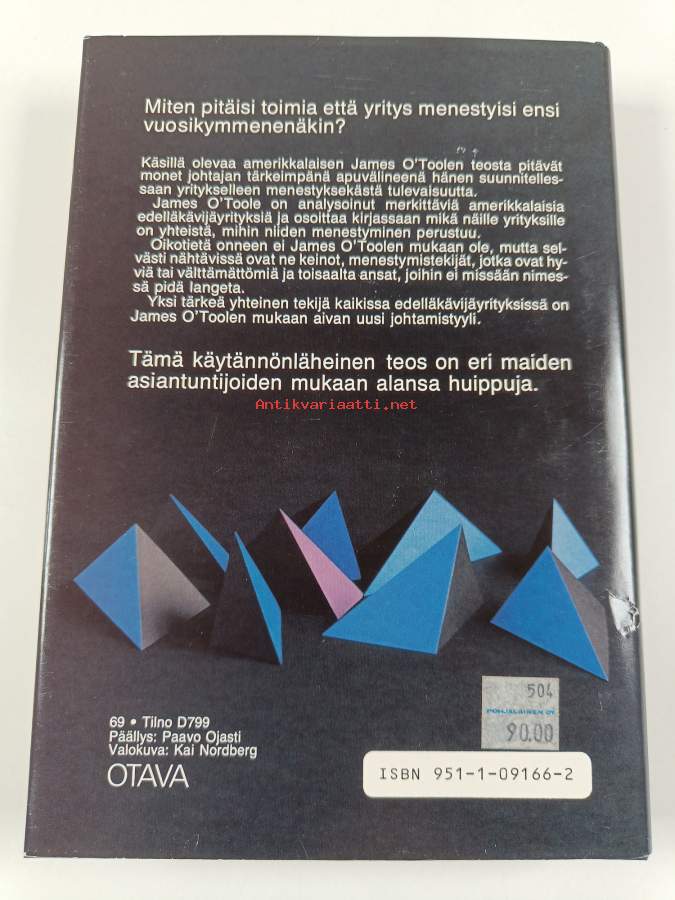 Miten pitäisi toimia että yritys menestyisi ensi
vuosikymmenenäkin?
Käsillä olevaa amerikkalaisen James O'Toolen teosta pitävät
monet johtajan tärkeimpänä apuvälineenä hänen suunnitelles-
saan yritykselleen menestyksekästä tulevaisuutta.
James O'Toole on analysoinut merkittäviä amerikkalaisia
edelläkävijäyrityksiä ja osoittaa kirjassaan mikä näille yrityksille
on yhteistä, mihin niiden menestyminen perustuu.
Oikotietä onneen ei James O'Toolen mukaan ole, mutta sel-
västi nähtävissä ovat ne keinot, menestymistekijät, jotka ovat hy-
viä tai välttämättömiä ja toisaalta ansat, joihin ei missään nimes-
sä pidä langeta.
Yksi tärkeä yhteinen tekijä kaikissa edelläkävijäyrityksissä on
James O'Toolen mukaan aivan uusi johtamistyyli.
Tämä käytännönläheinen teos on eri maiden
asiantuntijoiden mukaan alansa huippuja.
Antikvariaatti.net
504
POHJALAINEN OY
90.00
69 • Tilno D799
Päällys: Paavo Ojasti
Valokuva: Kai Nordberg
OTAVA
ISBN 951-1-09166-2